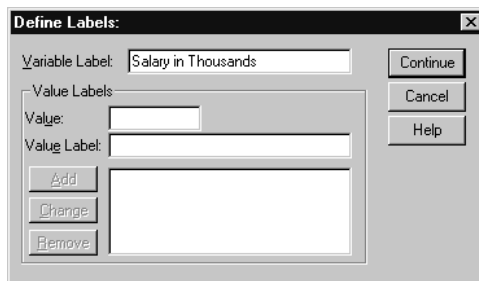 Define Labels:
Variable Label: Salary in Thousands
Continue
Value Labels
Cancel
Value:
Help
Value Label:
Add
Change
Remove